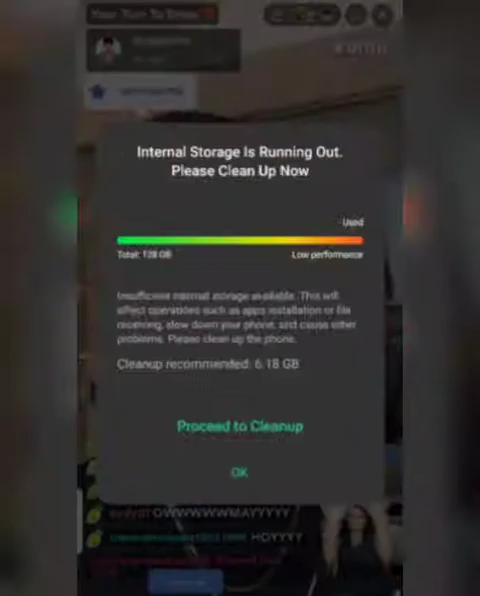 Your Turn To Draw
Internal Storage Is Running Out.
Please Clean Up Now
Used
Total: 128 GB
Low performance
Insufficient internal storage available. This will
affect operations such as apps installation or file
receiving, slow down your phone, and cause other
problems. Please clean up the phone.
Cleanup recommended: 6.18 GB
Proceed to Cleanup
OK
OWWWWWMAYYYYY
HOYYYY